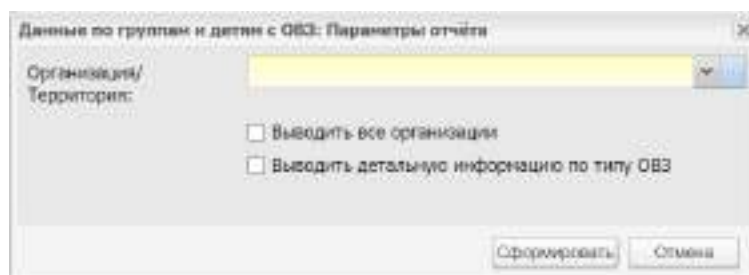 Данные по группам и детям с ОВЗ: Параметры отчёта
Организация/
Территория:
Выводить все организации
Выводить детальную информацию по типу ОВЗ
Сформировать
Отмена